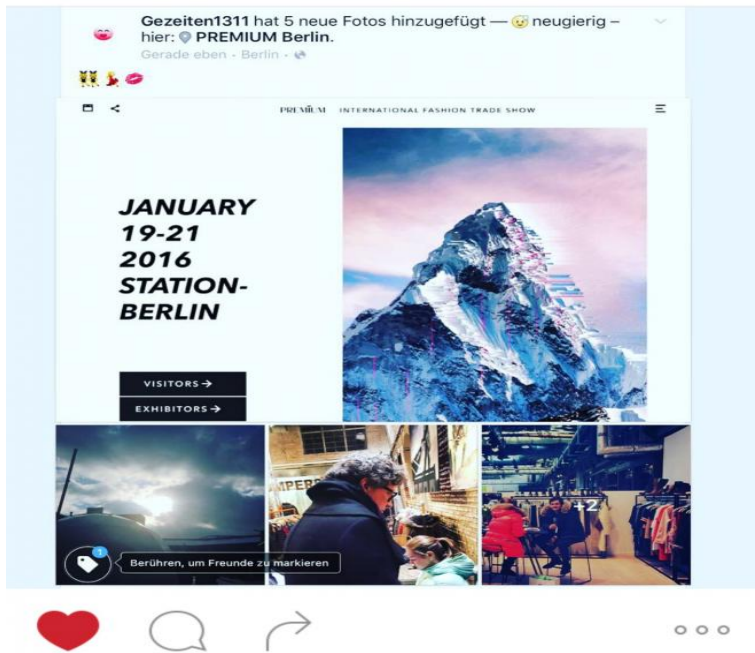 Gezeiten1311 hat 5 neue Fotos hinzugefügt — neugierig –
hier: PREMIUM Berlin.
Gerade eben · Berlin ·
PREMIUM INTERNATIONAL FASHION TRADE SHOW
JANUARY
19-21
2016
STATION-
BERLIN
VISITORS →
EXHIBITORS →
+2
1
Berühren, um Freunde zu markieren